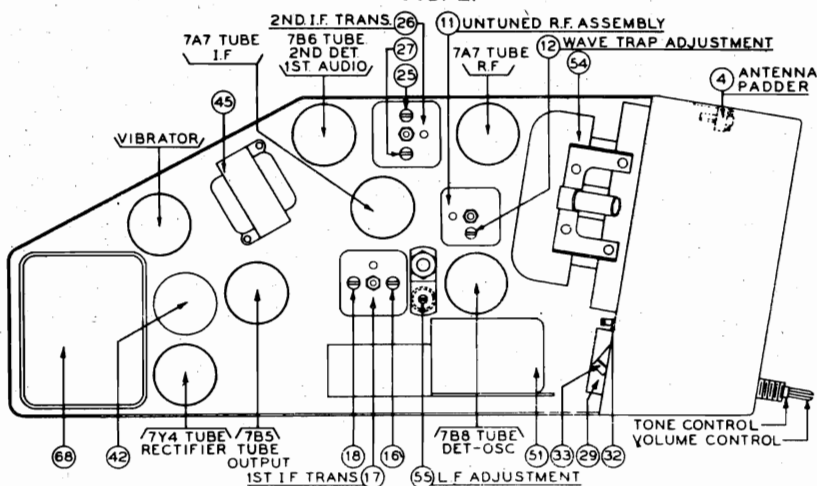 2ND. I.F. TRANS. 26
11 UNTUNED R.F. ASSEMBLY
7A7 TUBE
I.F
7B6 TUBE
2ND DET.
1ST. AUDIO
27
25
7A7 TUBE
R.F
12 WAVE TRAP ADJUSTMENT
54
4 ANTENNA
PADDER
45
VIBRATOR
68
42
7Y4 TUBE
RECTIFIER
7B5
TUBE
OUTPUT
18
17
16
1ST I F TRANS
55 L.F ADJUSTMENT
7B8 TUBE
DET-OSC
51
33
29
32
TONE CONTROL
VOLUME CONTROL